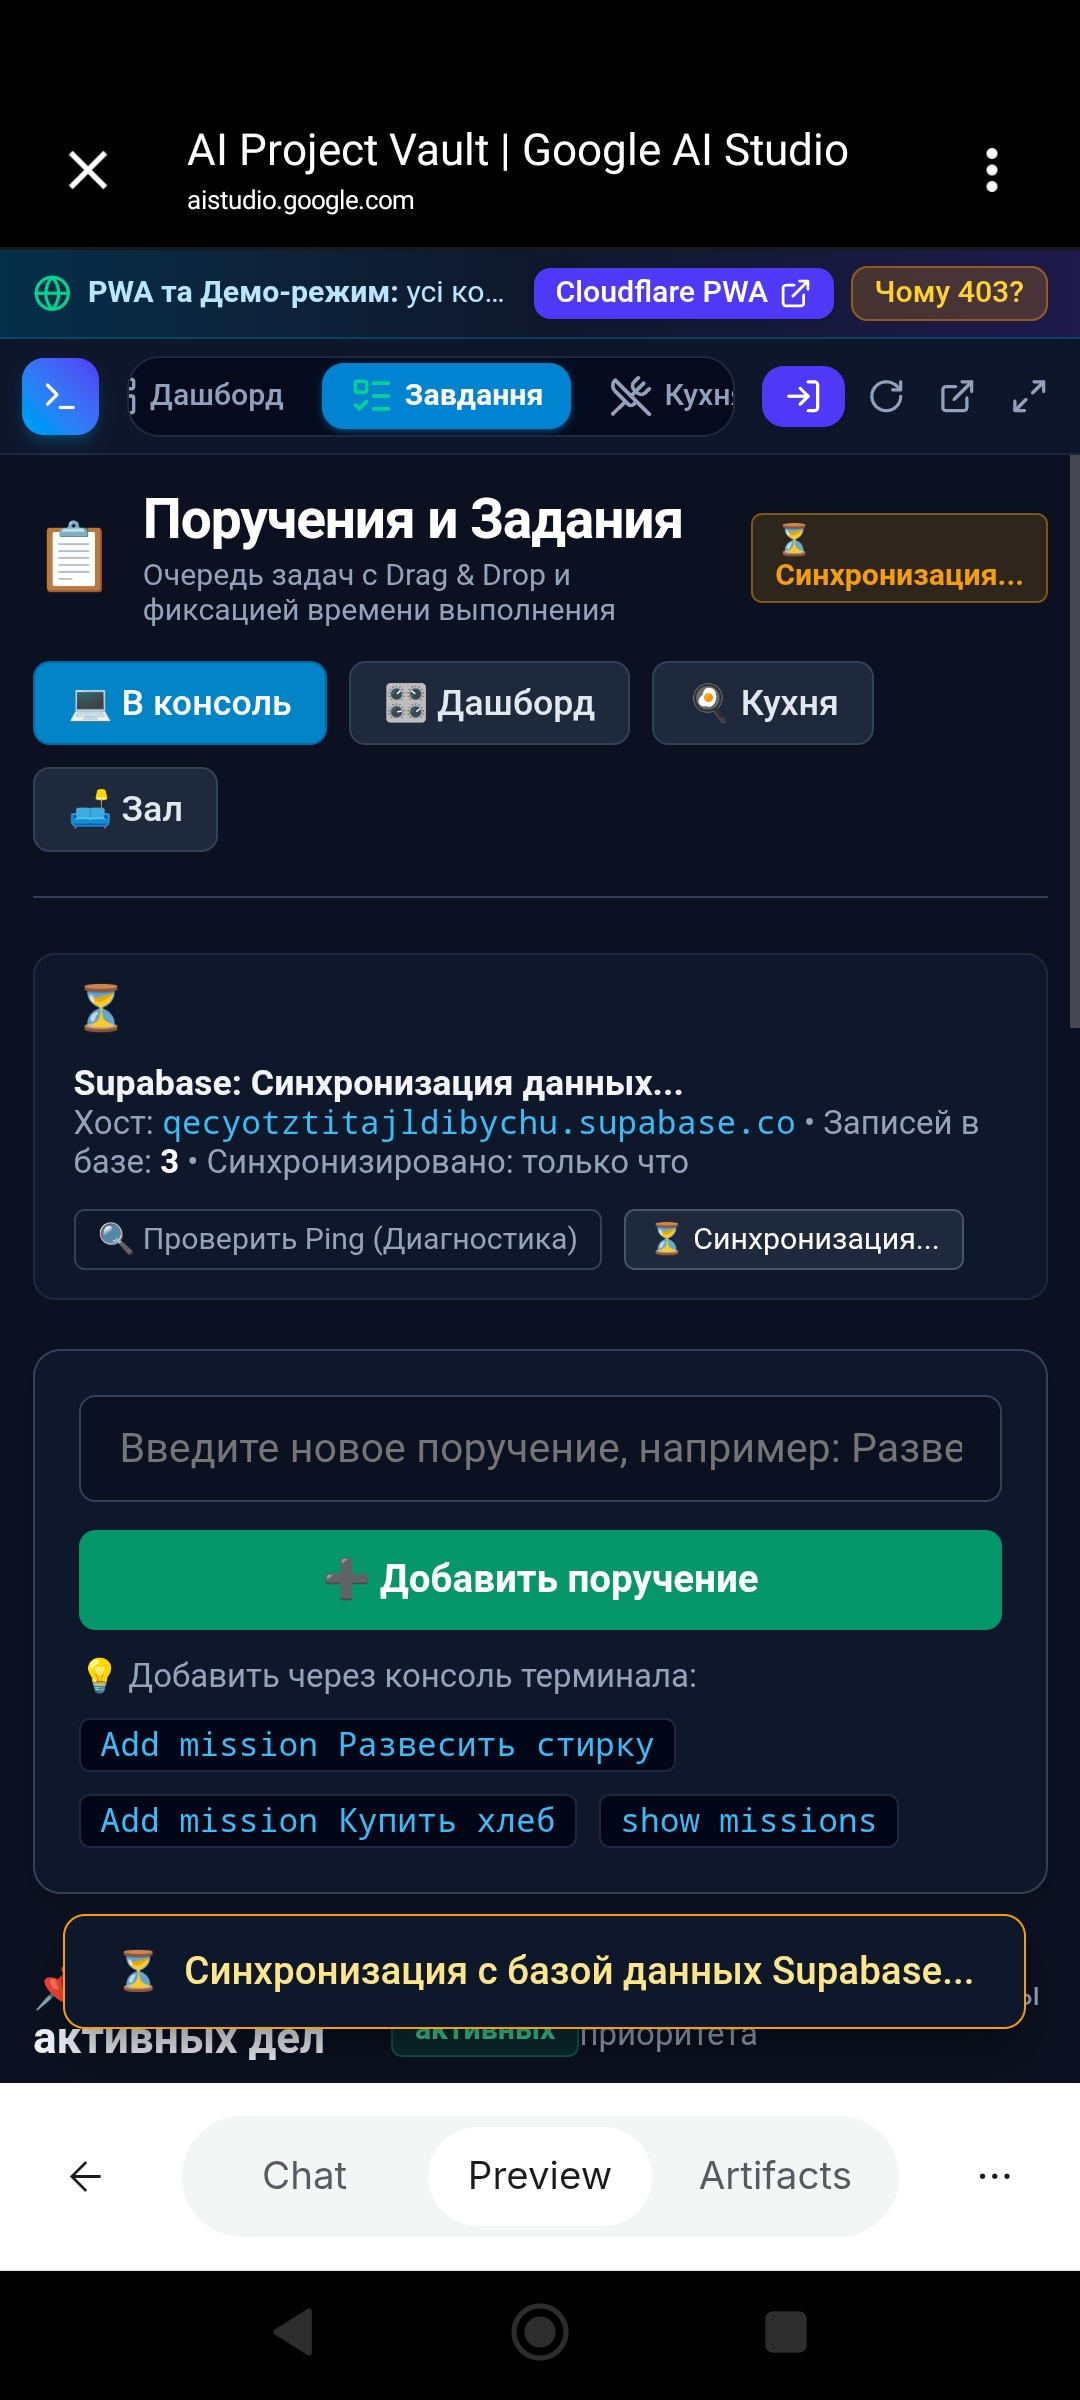 AI Project Vault | Google AI Studio
aistudio.google.com
PWA та Демо-режим: усі ко...
Cloudflare PWA
Чому 403?
Дашборд
Завдання
Кухн
Поручения и Задания
Очередь задач с Drag & Drop и
фиксацией времени выполнения
Синхронизация...
В консоль
Дашборд
Кухня
Зал
Supabase: Синхронизация данных...
Хост: qecyotztitajldibychu.supabase.co • Записей в
базе: 3 • Синхронизировано: только что
Проверить Ping (Диагностика)
Синхронизация...
Введите новое поручение, например: Разве
Добавить поручение
Добавить через консоль терминала:
Add mission Развесить стирку
Add mission Купить хлеб
show missions
Синхронизация с базой данных Supabase...
активных дел
активных
приоритета
Chat
Preview
Artifacts